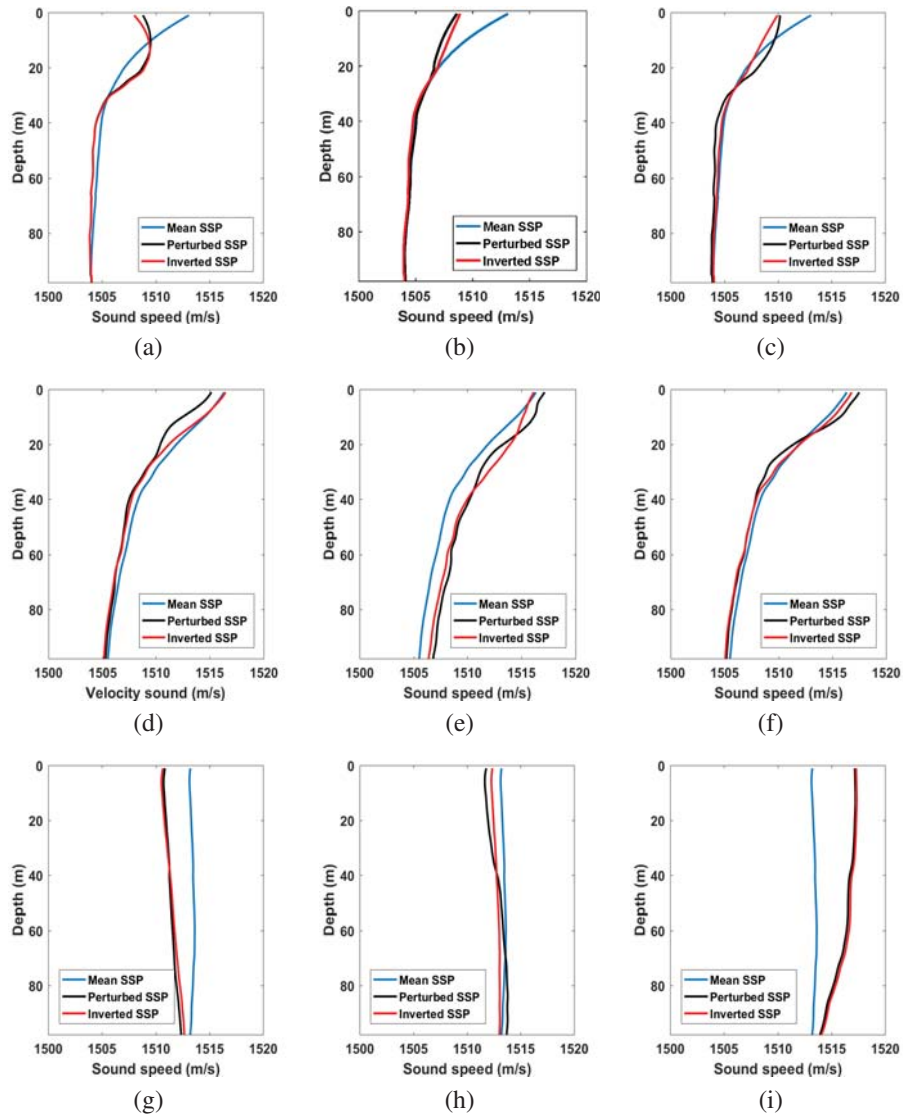 0
20
40
60
80
Depth (m)
Mean SSP
Perturbed SSP
Inverted SSP
1500 1505 1510 1515 1520
Sound speed (m/s)
(a)
0
20
40
60
80
Depth (m)
Mean SSP
Perturbed SSP
Inverted SSP
1500 1505 1510 1515 1520
Sound speed (m/s)
(b)
0
20
40
60
80
Depth (m)
Mean SSP
Perturbed SSP
Inverted SSP
1500 1505 1510 1515 1520
Sound speed (m/s)
(c)
0
20
40
60
80
Depth (m)
Mean SSP
Perturbed SSP
Inverted SSP
1500 1505 1510 1515 1520
Velocity sound (m/s)
(d)
0
20
40
60
80
Depth (m)
Mean SSP
Perturbed SSP
Inverted SSP
1500 1505 1510 1515 1520
Sound speed (m/s)
(e)
0
20
40
60
80
Depth (m)
Mean SSP
Perturbed SSP
Inverted SSP
1500 1505 1510 1515 1520
Sound speed (m/s)
(f)
0
20
40
60
80
Depth (m)
Mean SSP
Perturbed SSP
Inverted SSP
1500 1505 1510 1515 1520
Sound speed (m/s)
(g)
0
20
40
60
80
Depth (m)
Mean SSP
Perturbed SSP
Inverted SSP
1500 1505 1510 1515 1520
Sound speed (m/s)
(h)
0
20
40
60
80
Depth (m)
Mean SSP
Perturbed SSP
Inverted SSP
1500 1505 1510 1515 1520
Sound speed (m/s)
(i)